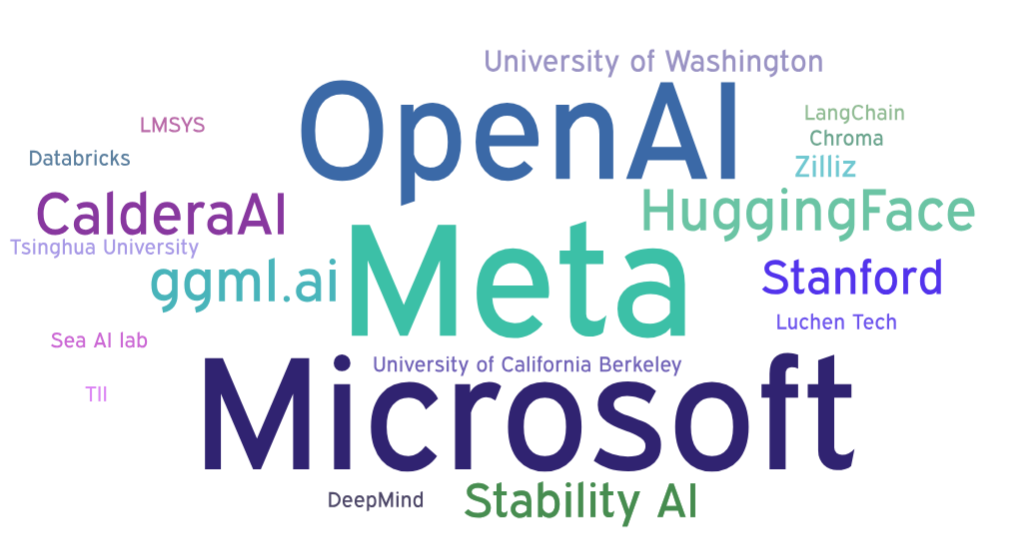 University of Washington
OpenAI
LangChain
LMSYS
Chroma
Databricks
Zilliz
CalderaAI
HuggingFace
Tsinghua University
Meta
ggml.ai
Stanford
Luchen Tech
Sea AI lab
University of California Berkeley
TII
Microsoft
DeepMind
Stability AI